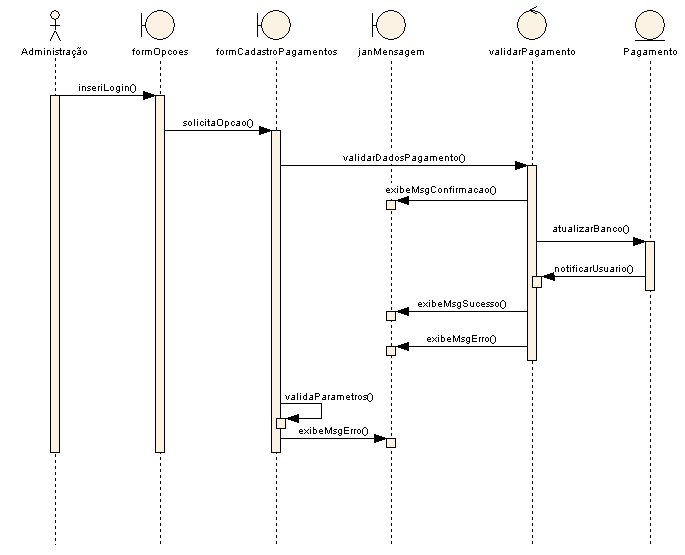 Administração
formOpcoes
formCadastroPagamentos
janMensagem
validarPagamento
Pagamento
inseriLogin()
solicitaOpcao()
validarDadosPagamento()
exibeMsgConfirmacao()
atualizarBanco()
notificarUsuario()
exibeMsgSucesso()
exibeMsgErro()
validaParametros()
exibeMsgErro()